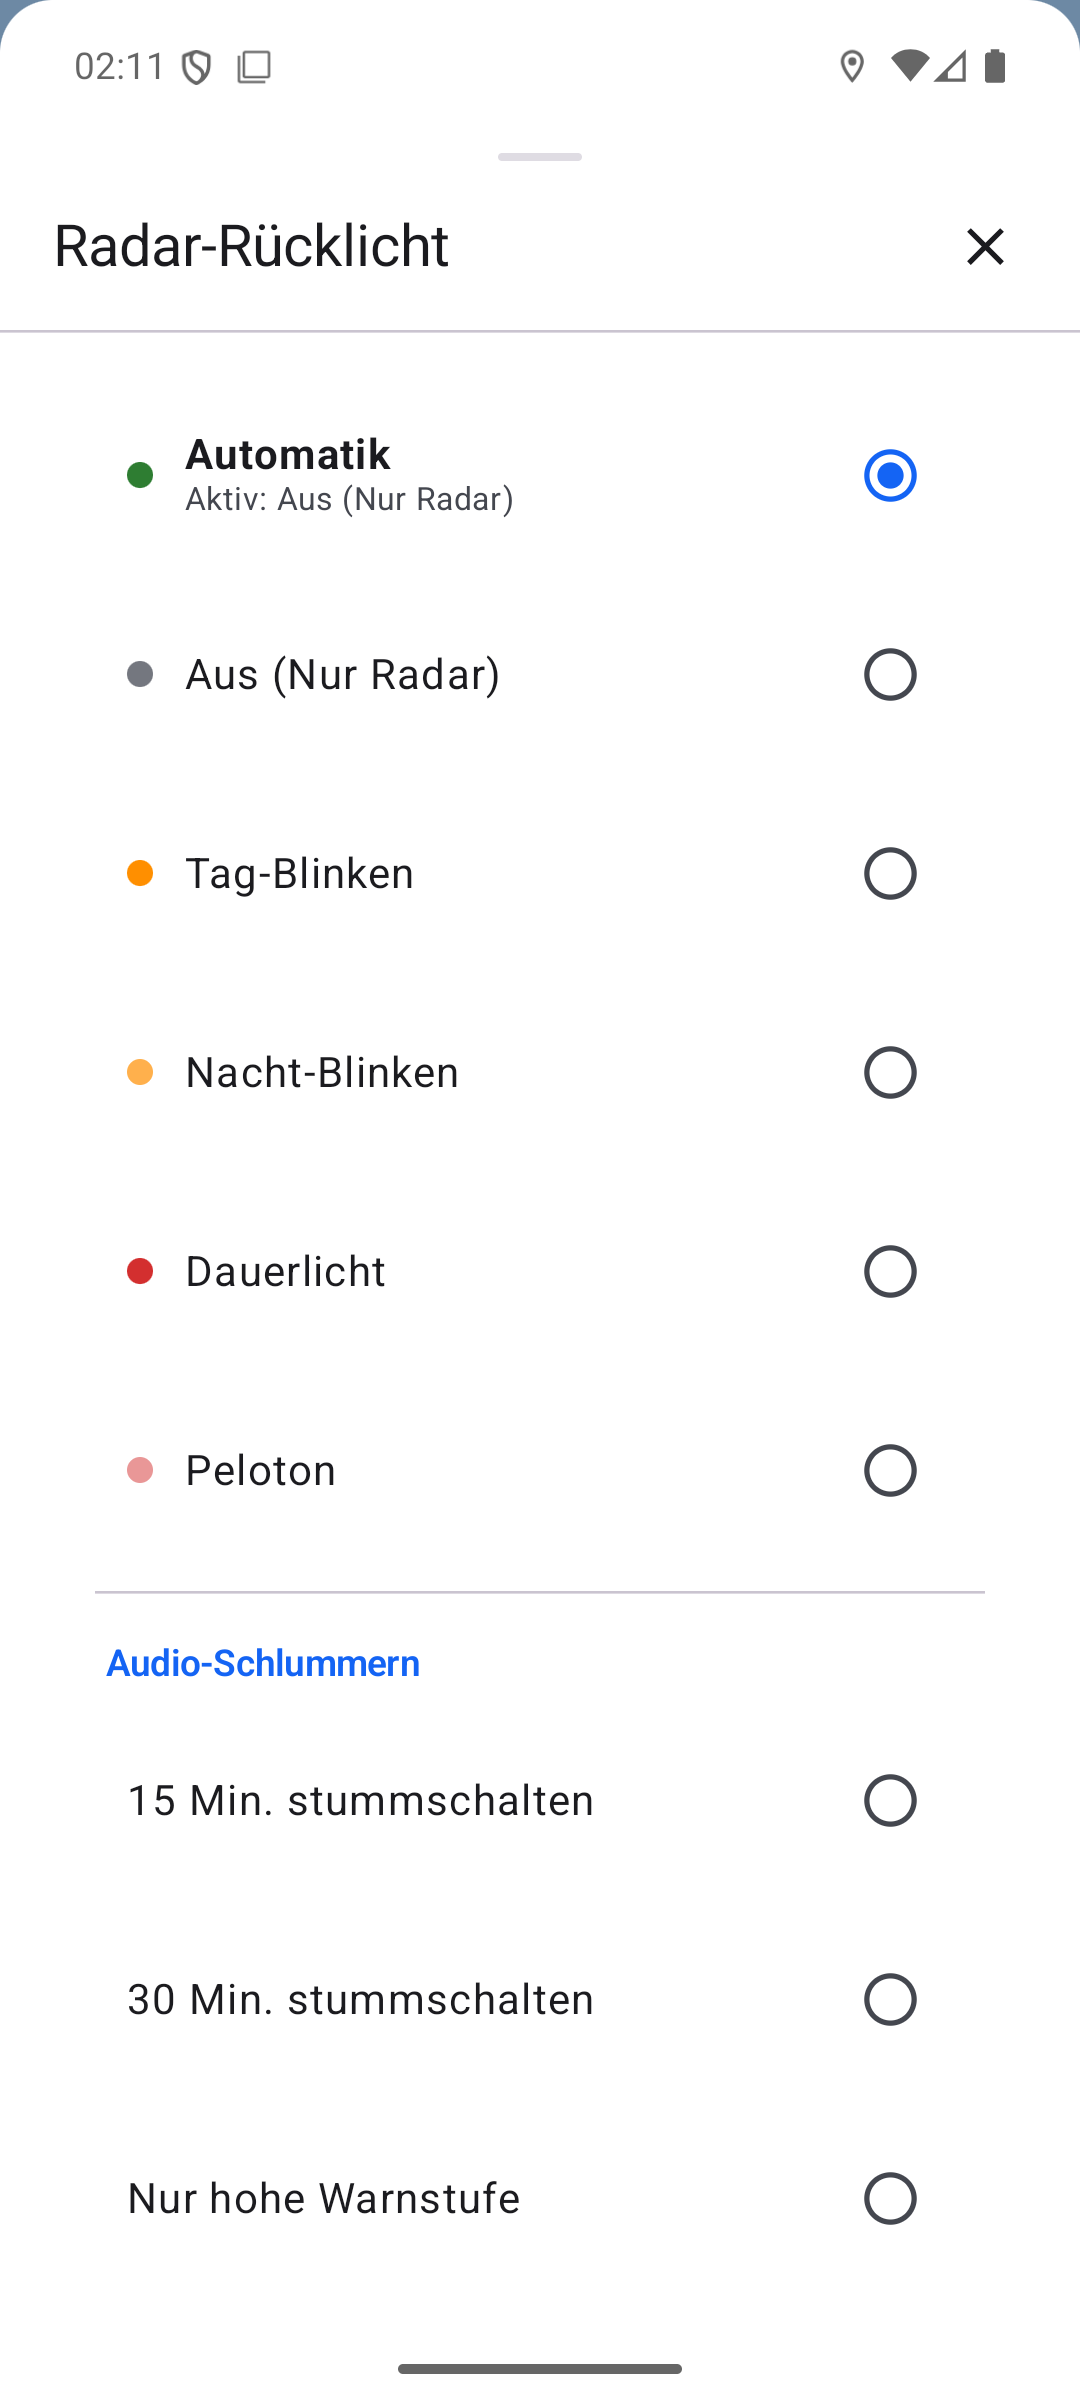 02:11
Radar-Rücklicht
Automatik
Aktiv: Aus (Nur Radar)
Aus (Nur Radar)
Tag-Blinken
Nacht-Blinken
Dauerlicht
Peloton
Audio-Schlummern
15 Min. stummschalten
30 Min. stummschalten
Nur hohe Warnstufe